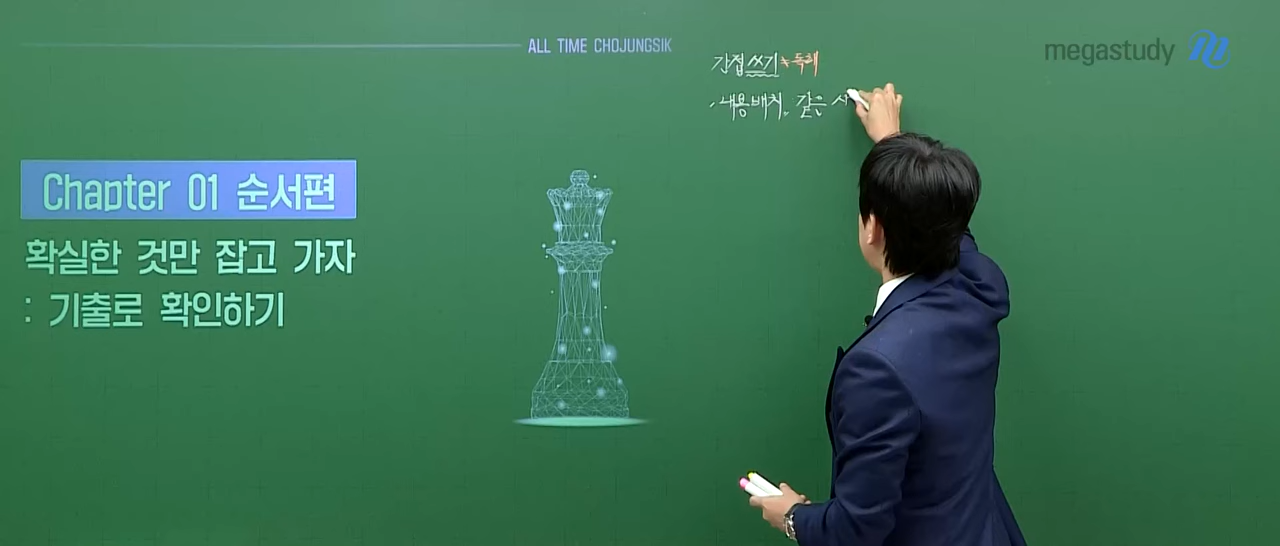 ALL TIME CHOJUNGSIK
megastudy
간접쓰기 ≒ 독해
Chapter 01 순서편
확실한 것만 잡고 가자
: 기출로 확인하기
· 내용배치. 같은